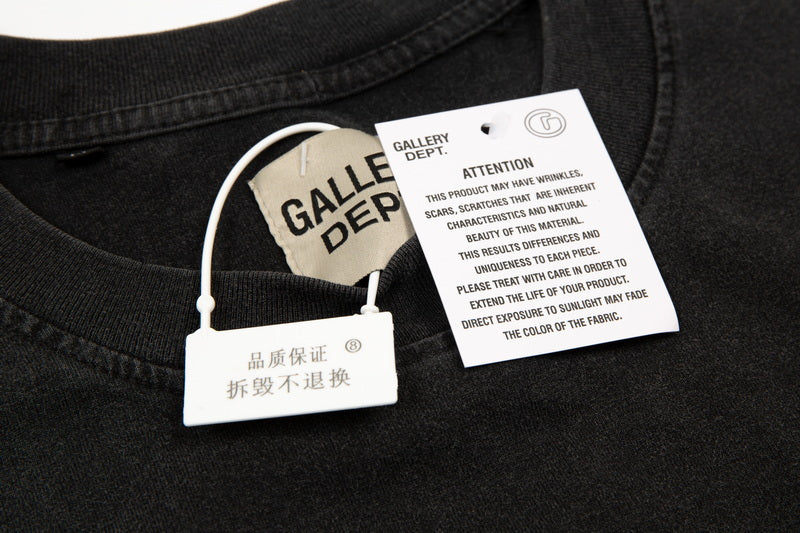 GALLE
DEP
GALLERY
DEPT.
ATTENTION
THIS PRODUCT MAY HAVE WRINKLES,
SCARS, SCRATCHES THAT ARE INHERENT
CHARACTERISTICS AND NATURAL
BEAUTY OF THIS MATERIAL.
THIS RESULTS DIFFERENCES AND
UNIQUENESS TO EACH PIECE.
PLEASE TREAT WITH CARE IN ORDER TO
EXTEND THE LIFE OF YOUR PRODUCT.
DIRECT EXPOSURE TO SUNLIGHT MAY FADE
THE COLOR OF THE FABRIC.
品质保证 ®
拆毁不退换